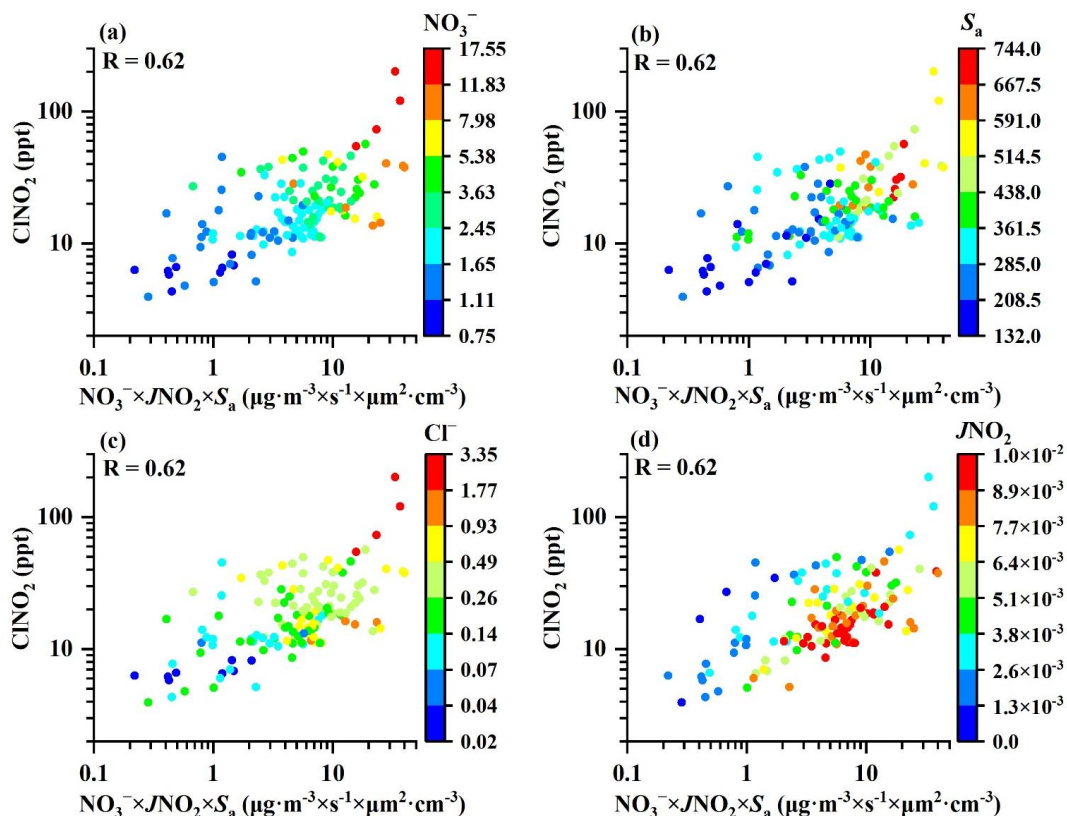 (a)
NO₃⁻
R = 0.62
17.55
11.83
7.98
5.38
3.63
2.45
1.65
1.11
0.75
ClNO₂ (ppt)
100
10
0.1 1 10
NO₃⁻×JNO₂×Sₐ (μg·m⁻³×s⁻¹×μm²·cm⁻³)
(b)
Sₐ
R = 0.62
744.0
667.5
591.0
514.5
438.0
361.5
285.0
208.5
132.0
ClNO₂ (ppt)
100
10
0.1 1 10
NO₃⁻×JNO₂×Sₐ (μg·m⁻³×s⁻¹×μm²·cm⁻³)
(c)
Cl⁻
R = 0.62
3.35
1.77
0.93
0.49
0.26
0.14
0.07
0.04
0.02
ClNO₂ (ppt)
100
10
0.1 1 10
NO₃⁻×JNO₂×Sₐ (μg·m⁻³×s⁻¹×μm²·cm⁻³)
(d)
JNO₂
R = 0.62
1.0×10⁻²
8.9×10⁻³
7.7×10⁻³
6.4×10⁻³
5.1×10⁻³
3.8×10⁻³
2.6×10⁻³
1.3×10⁻³
0.0
ClNO₂ (ppt)
100
10
0.1 1 10
NO₃⁻×JNO₂×Sₐ (μg·m⁻³×s⁻¹×μm²·cm⁻³)